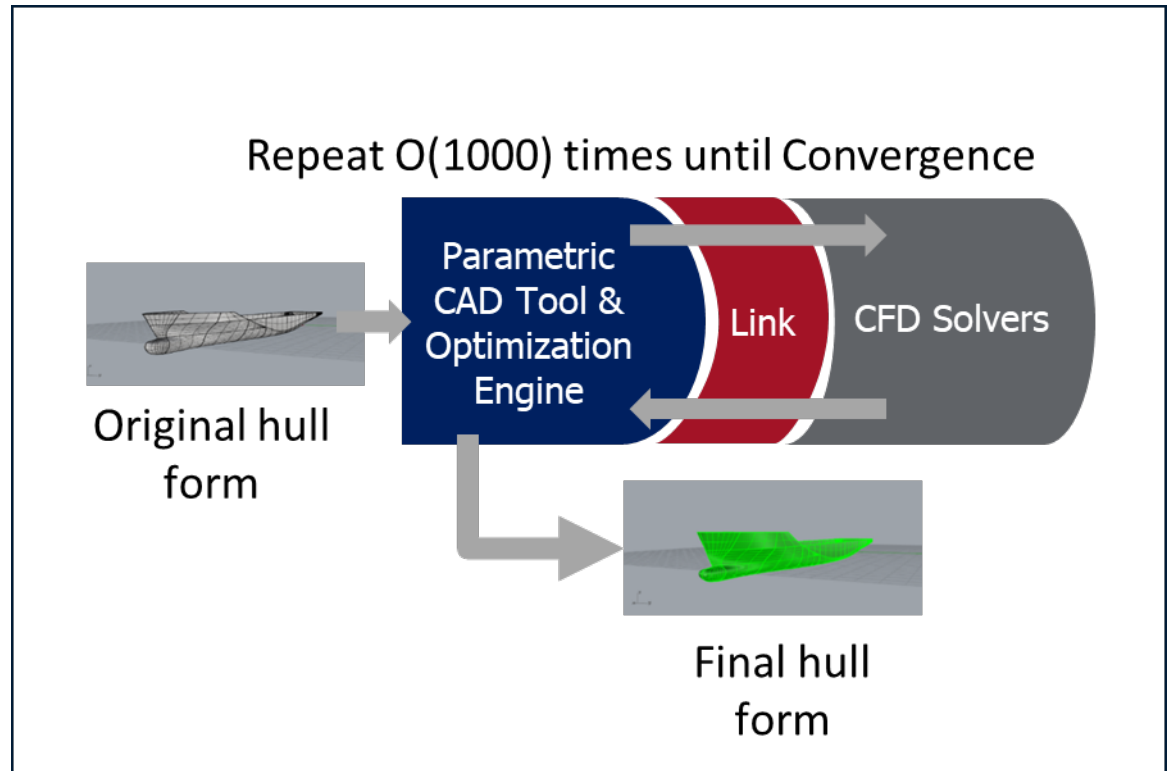 Repeat O(1000) times until Convergence
Parametric
CAD Tool &
Optimization
Engine
Link
CFD Solvers
Original hull
form
Final hull
form